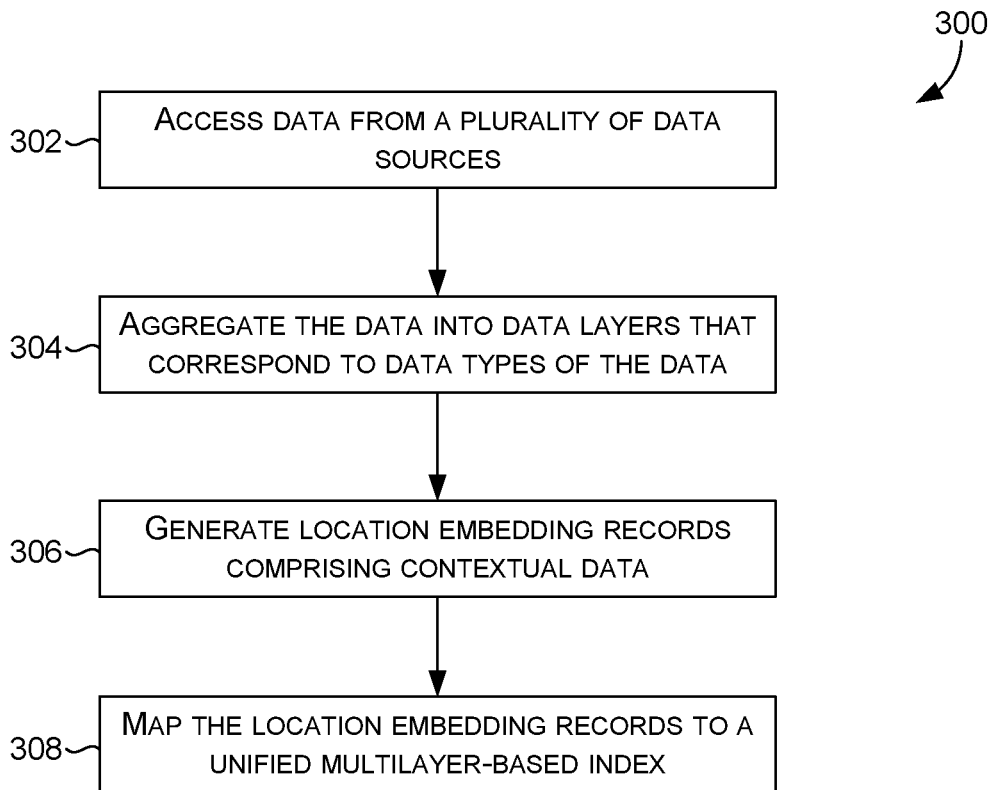 300
302
ACCESS DATA FROM A PLURALITY OF DATA
SOURCES
304
AGGREGATE THE DATA INTO DATA LAYERS THAT
CORRESPOND TO DATA TYPES OF THE DATA
306
GENERATE LOCATION EMBEDDING RECORDS
COMPRISING CONTEXTUAL DATA
308
MAP THE LOCATION EMBEDDING RECORDS TO A
UNIFIED MULTILAYER-BASED INDEX